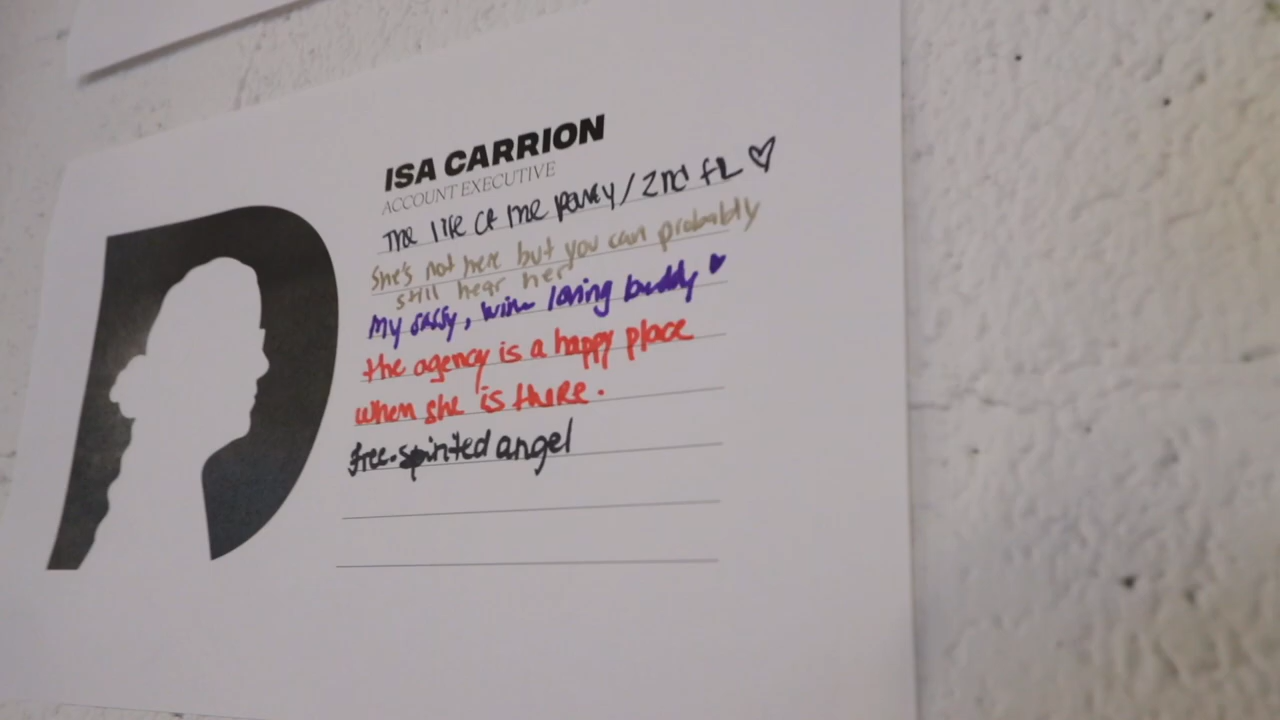 ISA CARRION
ACCOUNT EXECUTIVE
The life of the party / 2nd FL ♡
She's not here but you can probably
still hear her
my sassy, wine loving buddy ♥
the agency is a happy place
when she is there.
free-spirited angel